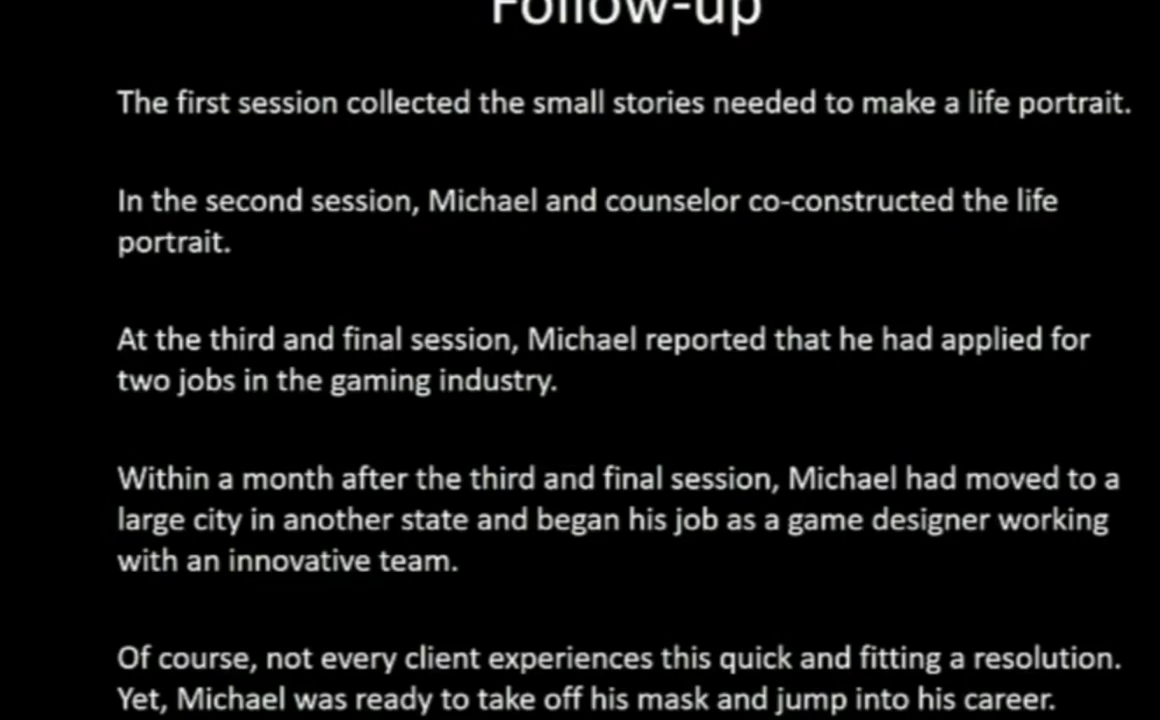 Follow-up
The first session collected the small stories needed to make a life portrait.
In the second session, Michael and counselor co-constructed the life
portrait.
At the third and final session, Michael reported that he had applied for
two jobs in the gaming industry.
Within a month after the third and final session, Michael had moved to a
large city in another state and began his job as a game designer working
with an innovative team.
Of course, not every client experiences this quick and fitting a resolution.
Yet, Michael was ready to take off his mask and jump into his career.